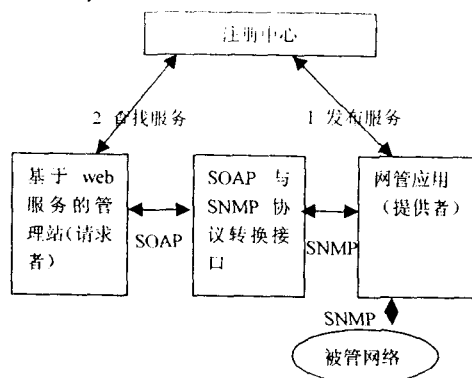 注册中心
2 查找服务
1 发布服务
基于 web
服务的管
理站(请求
者)
SOAP
SOAP 与
SNMP 协
议转换接
口
SNMP
网管应用
(提供者)
SNMP
被管网络